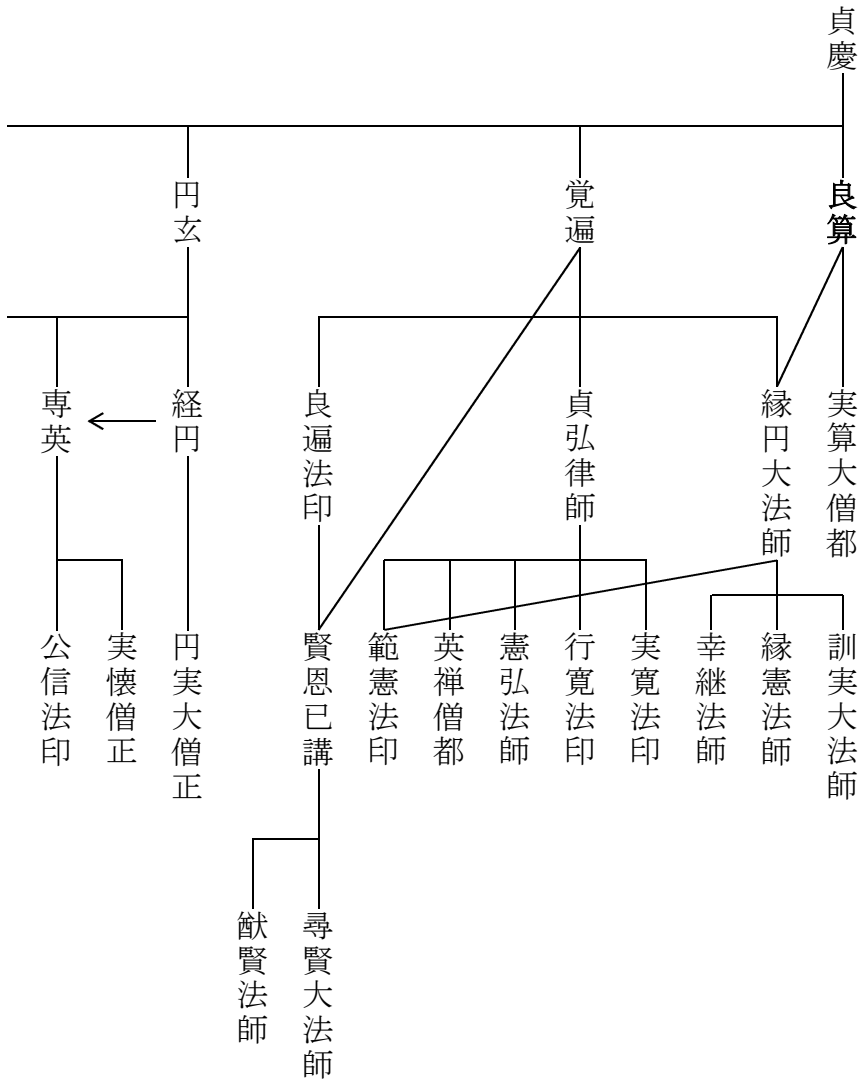 貞慶
良算
覚遍
円玄
実算大僧都
縁円大法師
貞弘律師
良遍法印
経円
専英
訓実大法師
縁憲法師
幸継法師
実寛法印
行寛法印
憲弘法師
英禅僧都
範憲法印
賢恩已講
円実大僧正
実懐僧正
公信法印
尋賢大法師
猷賢法師